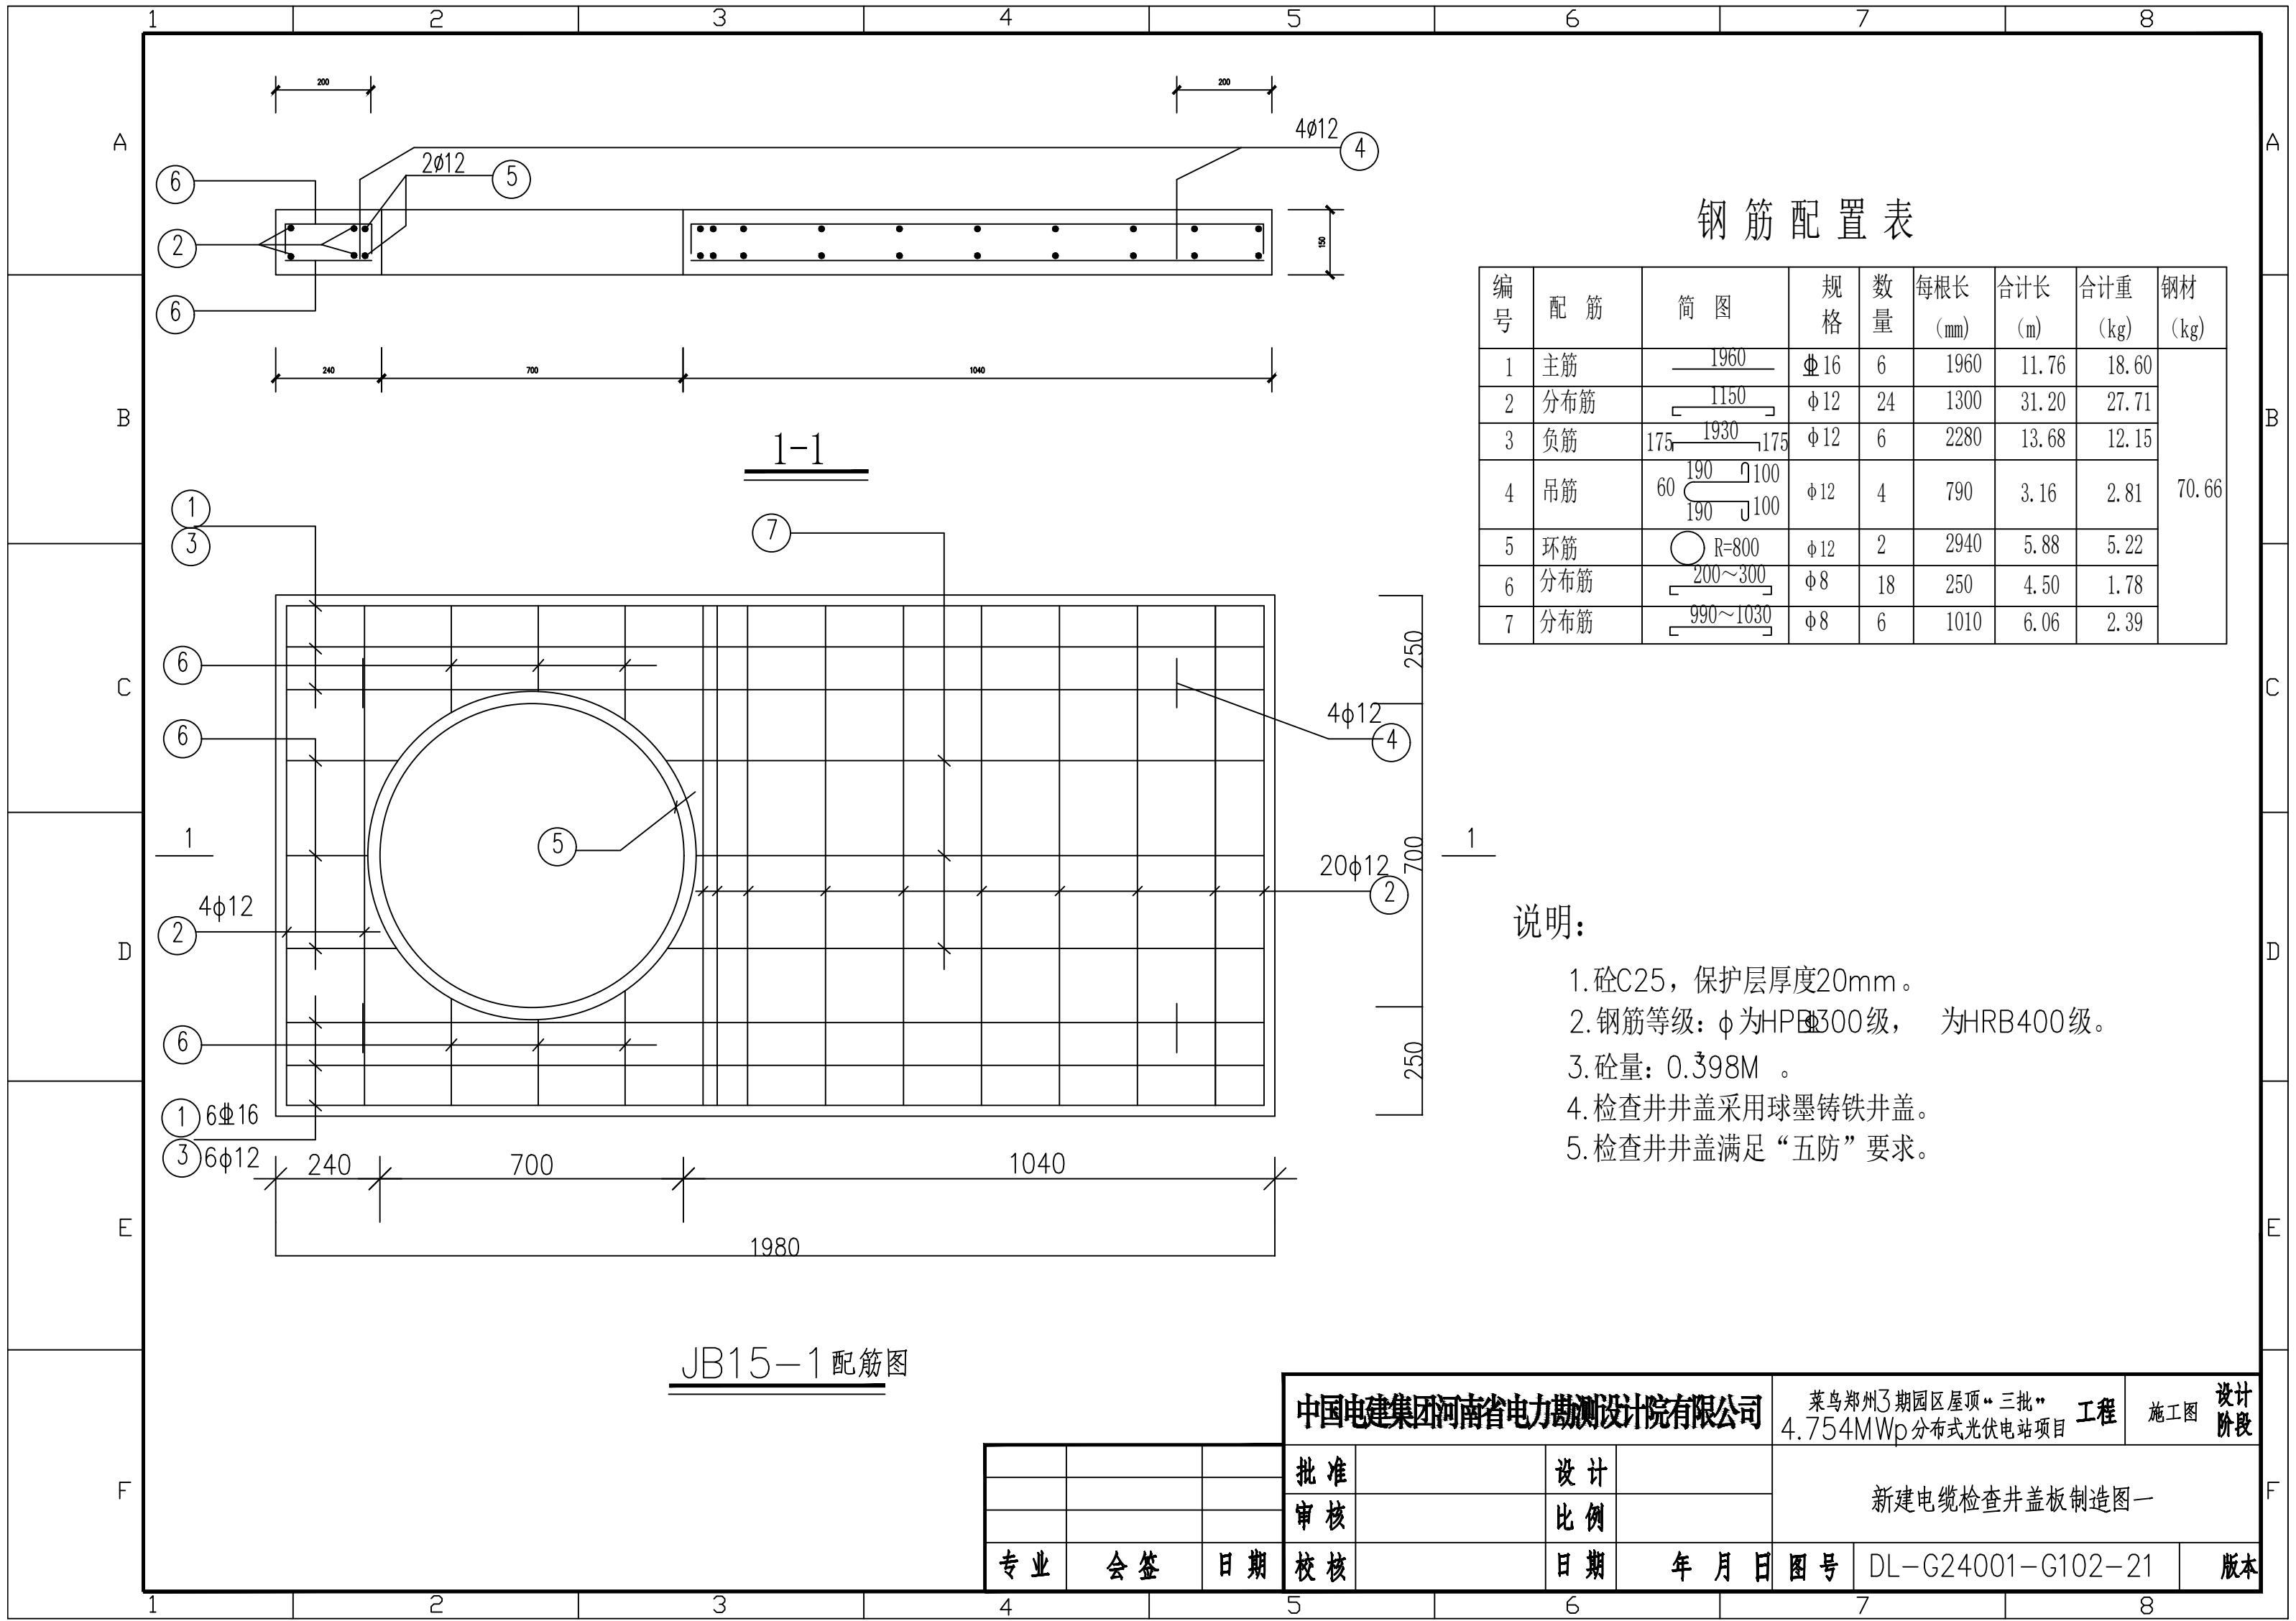 1 2 3 4 5 6 7 8
A A
B B
C C
D D
E E
F F
200 200
4ø12 4
2ø12 5
6
2
6
150
240 700 1040
1-1
1
3
7
6
6
250
4φ12
4
5
1 1
700
20φ12
2
4φ12
2
6
250
1 6⌽16
3 6φ12
240 700 1040
1980
JB15-1配筋图
钢筋配置表
编号 配筋 简图 规格 数量 每根长(mm) 合计长(m) 合计重(kg) 钢材(kg)
1 主筋 1960 ⌽16 6 1960 11.76 18.60
2 分布筋 1150 φ12 24 1300 31.20 27.71
3 负筋 175 1930 175 φ12 6 2280 13.68 12.15
4 吊筋 60 190 100 190 100 φ12 4 790 3.16 2.81 70.66
5 环筋 R=800 φ12 2 2940 5.88 5.22
6 分布筋 200～300 φ8 18 250 4.50 1.78
7 分布筋 990～1030 φ8 6 1010 6.06 2.39
说明:
1.砼C25，保护层厚度20mm。
2.钢筋等级：φ为HPB300级，⌽为HRB400级。
3.砼量：0.398M3。
4.检查井井盖采用球墨铸铁井盖。
5.检查井井盖满足“五防”要求。
中国电建集团河南省电力勘测设计院有限公司
菜鸟郑州3期园区屋顶“三批”
4.754MWp分布式光伏电站项目 工程
施工图 设计阶段
批准 设计
审核 比例
校核 日期 年 月 日
新建电缆检查井盖板制造图一
图号 DL-G24001-G102-21 版本
专业 会签 日期
1 2 3 4 5 6 7 8